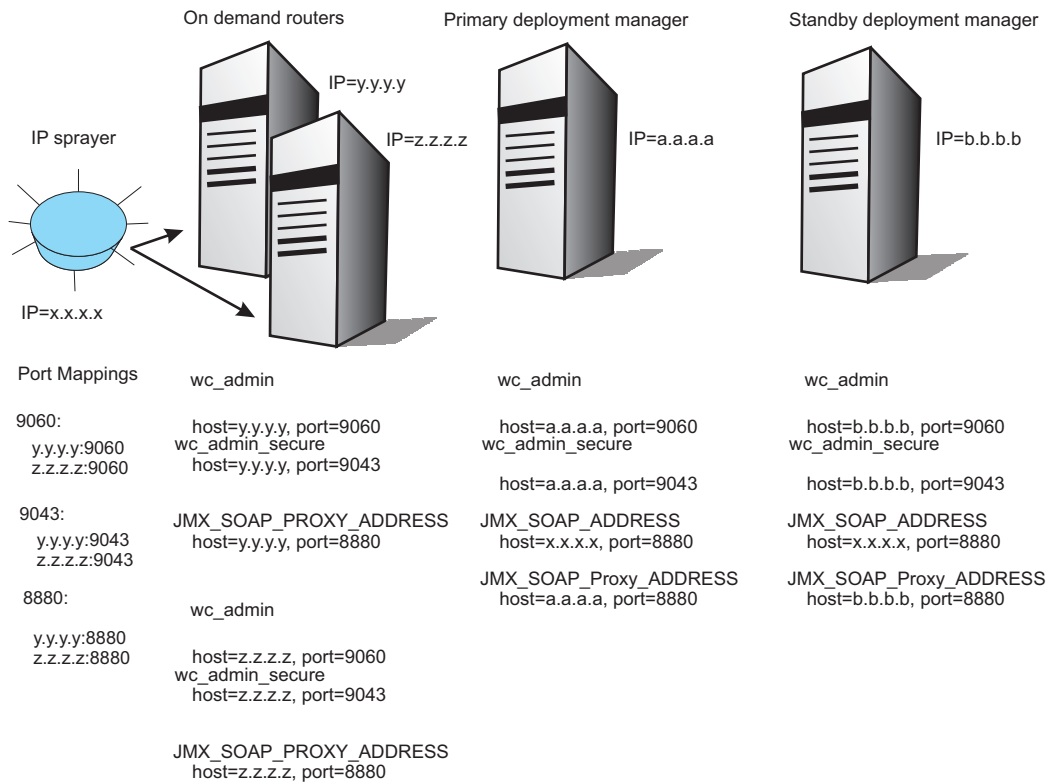 On demand routers
Primary deployment manager
Standby deployment manager
IP=y.y.y.y
IP=z.z.z.z
IP=a.a.a.a
IP=b.b.b.b
IP sprayer
IP=x.x.x.x
Port Mappings
9060:
y.y.y.y:9060
z.z.z.z:9060
9043:
y.y.y.y:9043
z.z.z.z:9043
8880:
y.y.y.y:8880
z.z.z.z:8880
wc_admin
host=y.y.y.y, port=9060
wc_admin_secure
host=y.y.y.y, port=9043
JMX_SOAP_PROXY_ADDRESS
host=y.y.y.y, port=8880
wc_admin
host=z.z.z.z, port=9060
wc_admin_secure
host=z.z.z.z, port=9043
JMX_SOAP_PROXY_ADDRESS
host=z.z.z.z, port=8880
wc_admin
host=a.a.a.a, port=9060
wc_admin_secure
host=a.a.a.a, port=9043
JMX_SOAP_ADDRESS
host=x.x.x.x, port=8880
JMX_SOAP_Proxy_ADDRESS
host=a.a.a.a, port=8880
wc_admin
host=b.b.b.b, port=9060
wc_admin_secure
host=b.b.b.b, port=9043
JMX_SOAP_ADDRESS
host=x.x.x.x, port=8880
JMX_SOAP_Proxy_ADDRESS
host=b.b.b.b, port=8880